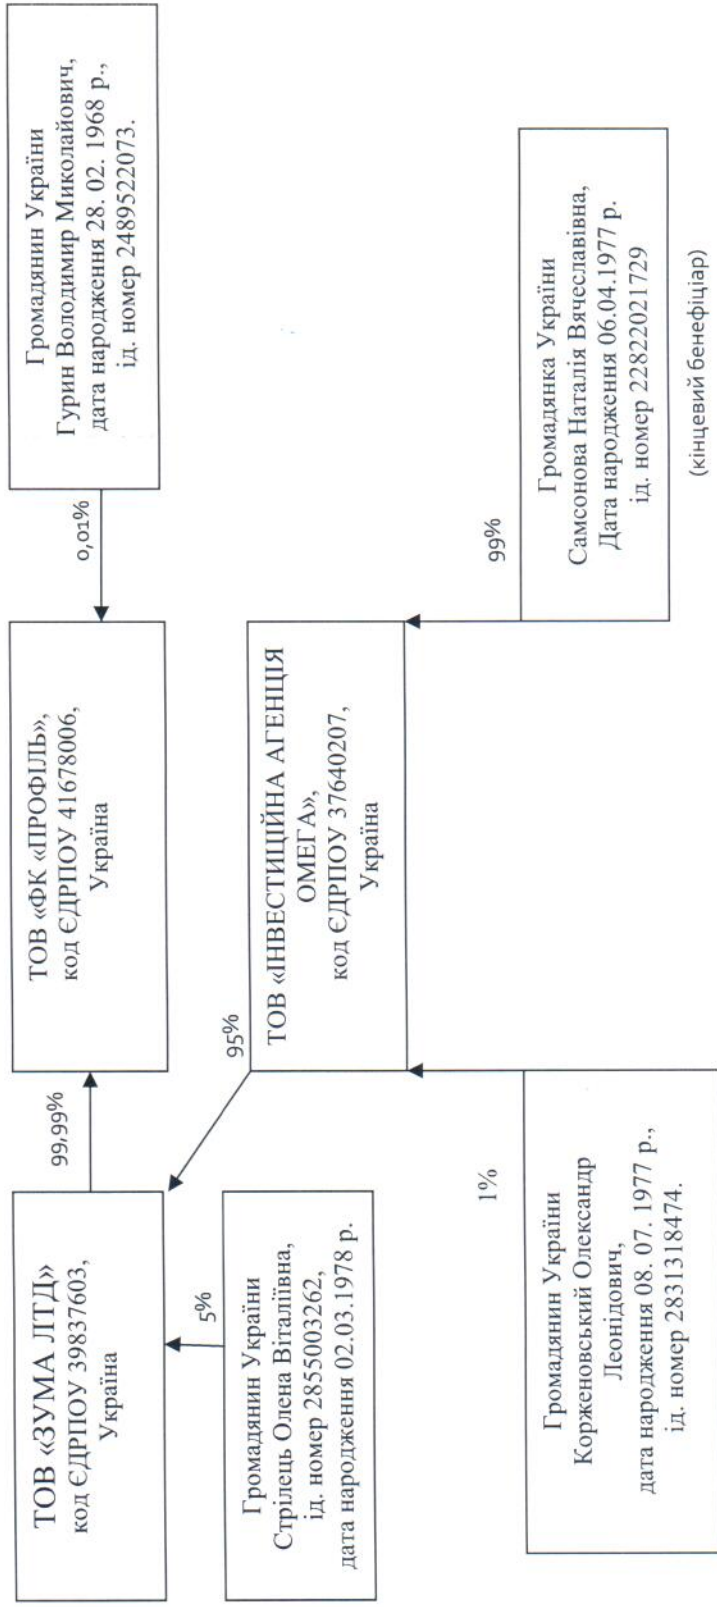 ТОВ «ЗУМА ЛТД»
код ЄДРПОУ 39837603,
Україна
99,99%
ТОВ «ФК «ПРОФІЛЬ»,
код ЄДРПОУ 41678006,
Україна
0,01%
Громадянин України
Гурин Володимир Миколайович,
дата народження 28. 02. 1968 р.,
ід. номер 2489522073.
5%
95%
Громадянин України
Стрілець Олена Віталіївна,
ід. номер 2855003262,
дата народження 02.03.1978 р.
ТОВ «ІНВЕСТИЦІЙНА АГЕНЦІЯ
ОМЕГА»,
код ЄДРПОУ 37640207,
Україна
1%
99%
Громадянин України
Корженовський Олександр
Леонідович,
дата народження 08. 07. 1977 р.,
ід. номер 2831318474.
Громадянка України
Самсонова Наталія Вячеславівна,
Дата народження 06.04.1977 р.
ід. номер 22822021729
(кінцевий бенефіціар)